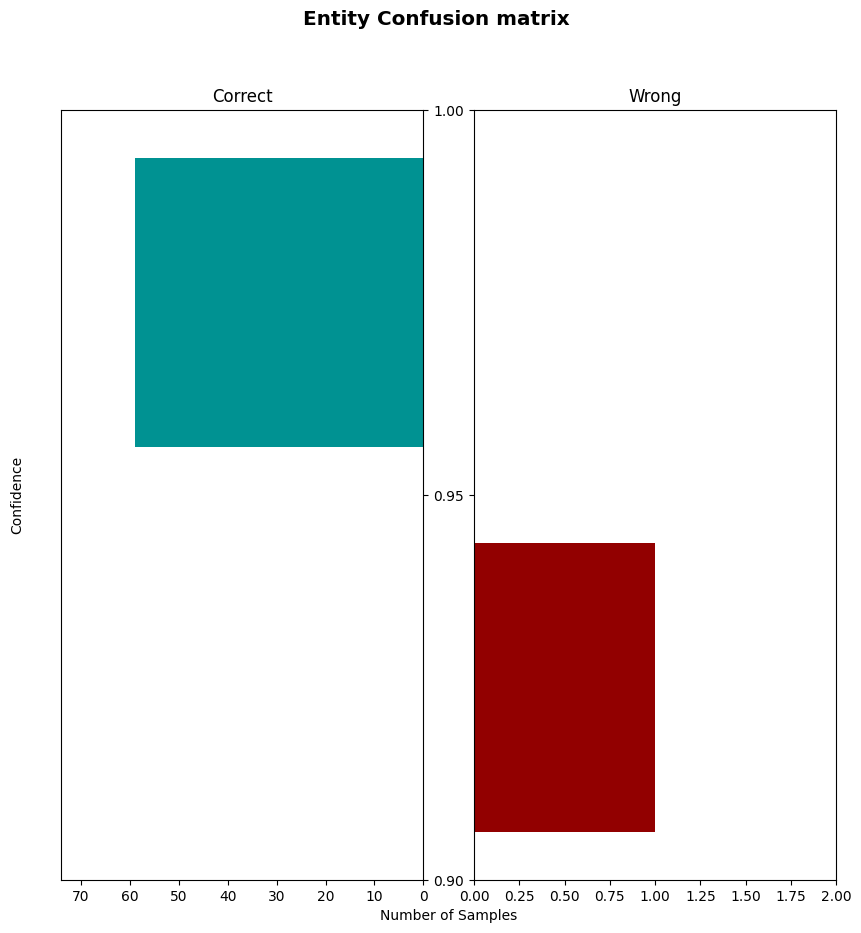 Entity Confusion matrix
Correct
Wrong
Confidence
1.00
0.95
0.90
70 60 50 40 30 20 10 0
0.00 0.25 0.50 0.75 1.00 1.25 1.50 1.75 2.00
Number of Samples